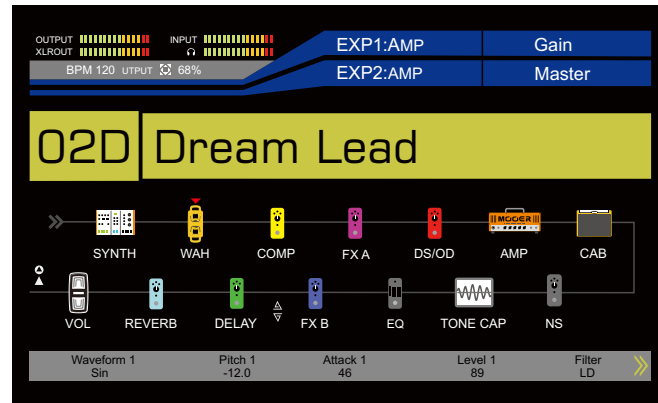 OUTPUT INPUT EXP1:AMP Gain
XLROUT
BPM 120 UTPUT 68% EXP2:AMP Master
02D Dream Lead
MOOER
SYNTH WAH COMP FX A DS/OD AMP CAB
VOL REVERB DELAY FX B EQ TONE CAP NS
Waveform 1 Pitch 1 Attack 1 Level 1 Filter
Sin -12.0 46 89 LD